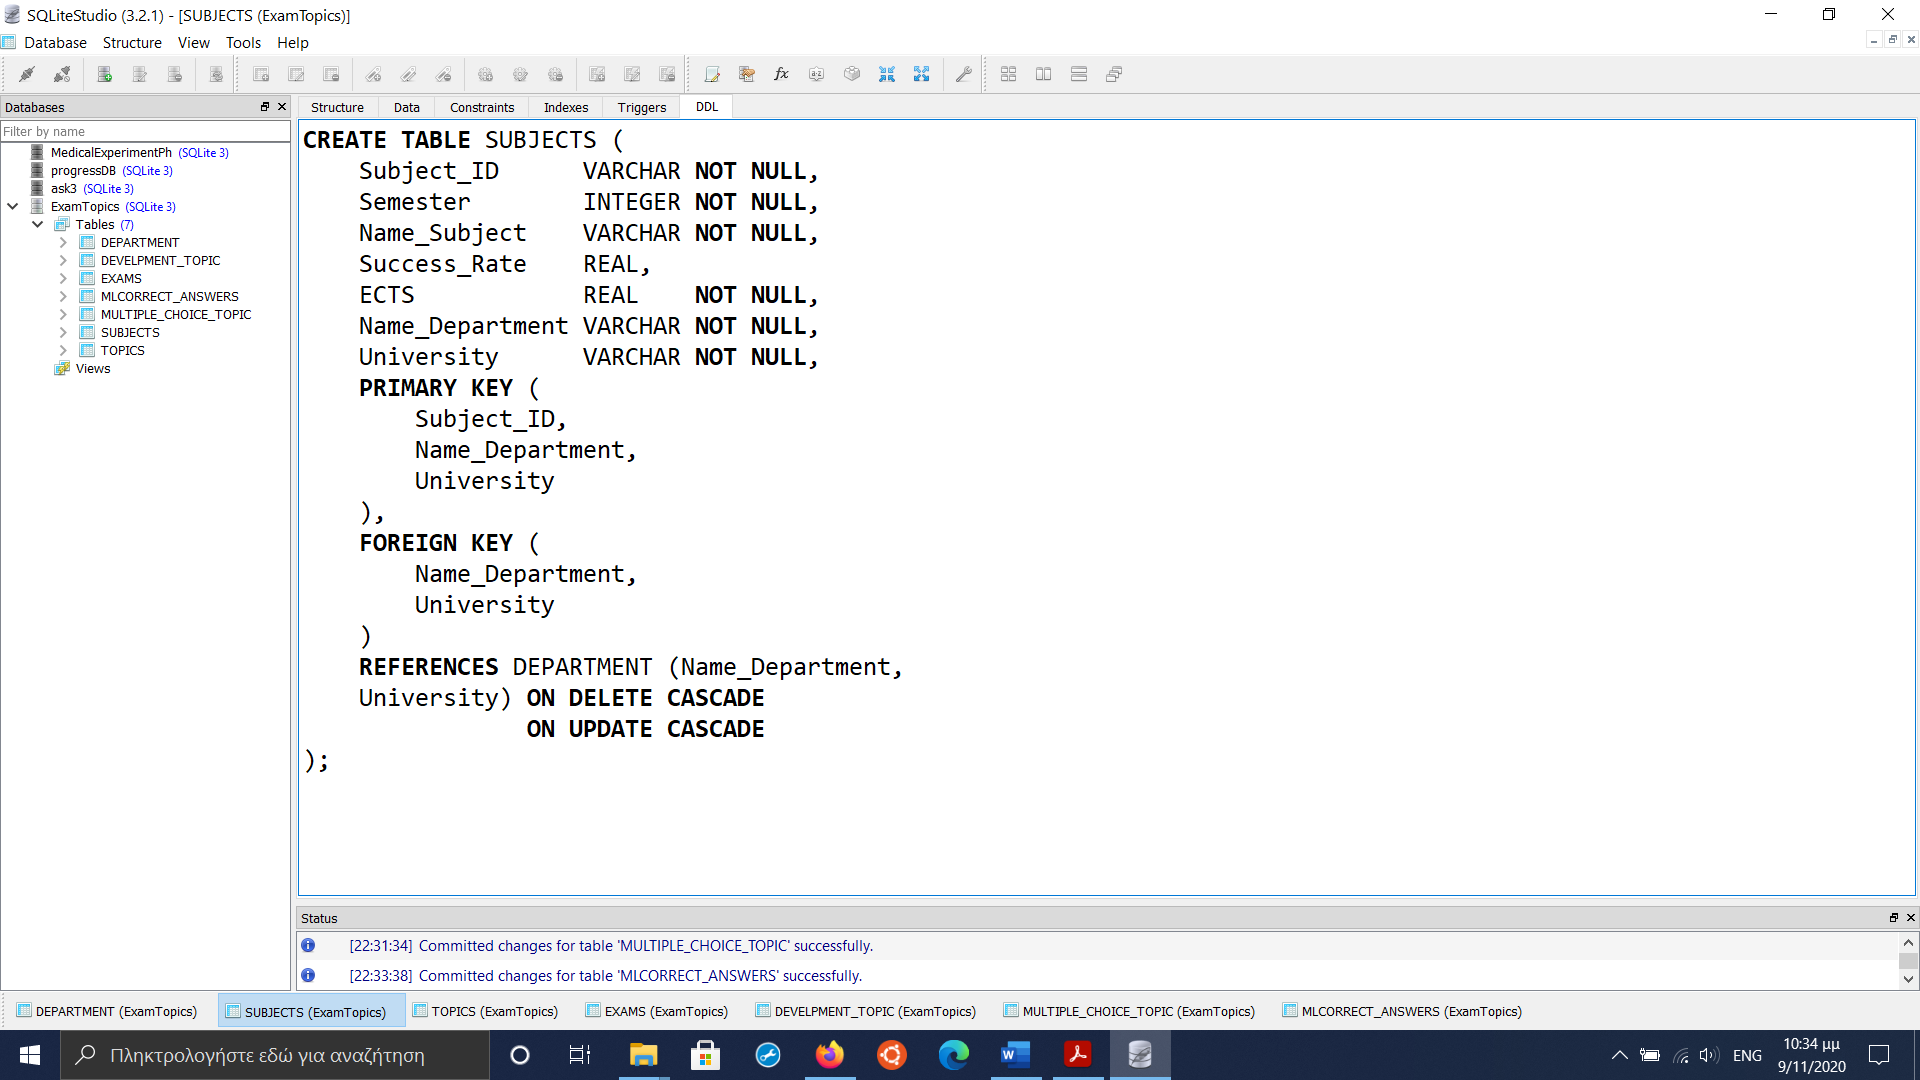 SQLiteStudio (3.2.1) - [SUBJECTS (ExamTopics)]
Database Structure View Tools Help
Databases
Filter by name
MedicalExperimentPh (SQLite 3)
progressDB (SQLite 3)
ask3 (SQLite 3)
ExamTopics (SQLite 3)
Tables (7)
DEPARTMENT
DEVELPMENT_TOPIC
EXAMS
MLCORRECT_ANSWERS
MULTIPLE_CHOICE_TOPIC
SUBJECTS
TOPICS
Views
Structure Data Constraints Indexes Triggers DDL
CREATE TABLE SUBJECTS (
Subject_ID VARCHAR NOT NULL,
Semester INTEGER NOT NULL,
Name_Subject VARCHAR NOT NULL,
Success_Rate REAL,
ECTS REAL NOT NULL,
Name_Department VARCHAR NOT NULL,
University VARCHAR NOT NULL,
PRIMARY KEY (
Subject_ID,
Name_Department,
University
),
FOREIGN KEY (
Name_Department,
University
)
REFERENCES DEPARTMENT (Name_Department,
University) ON DELETE CASCADE
ON UPDATE CASCADE
);
Status
[22:31:34] Committed changes for table 'MULTIPLE_CHOICE_TOPIC' successfully.
[22:33:38] Committed changes for table 'MLCORRECT_ANSWERS' successfully.
DEPARTMENT (ExamTopics) SUBJECTS (ExamTopics) TOPICS (ExamTopics) EXAMS (ExamTopics) DEVELPMENT_TOPIC (ExamTopics) MULTIPLE_CHOICE_TOPIC (ExamTopics) MLCORRECT_ANSWERS (ExamTopics)
Πληκτρολογήστε εδώ για αναζήτηση
ENG
10:34 μμ
9/11/2020